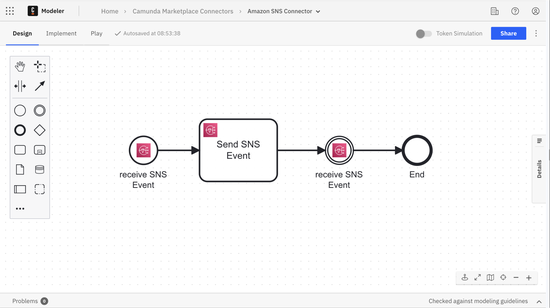 Modeler
Home > Camunda Marketplace Connectors > Amazon SNS Connector
Design
Implement
Play
Autosaved at 08:53:38
Token Simulation
Share
Send SNS
Event
receive SNS
Event
receive SNS
Event
End
Details
Problems 0
Checked against modeling guidelines